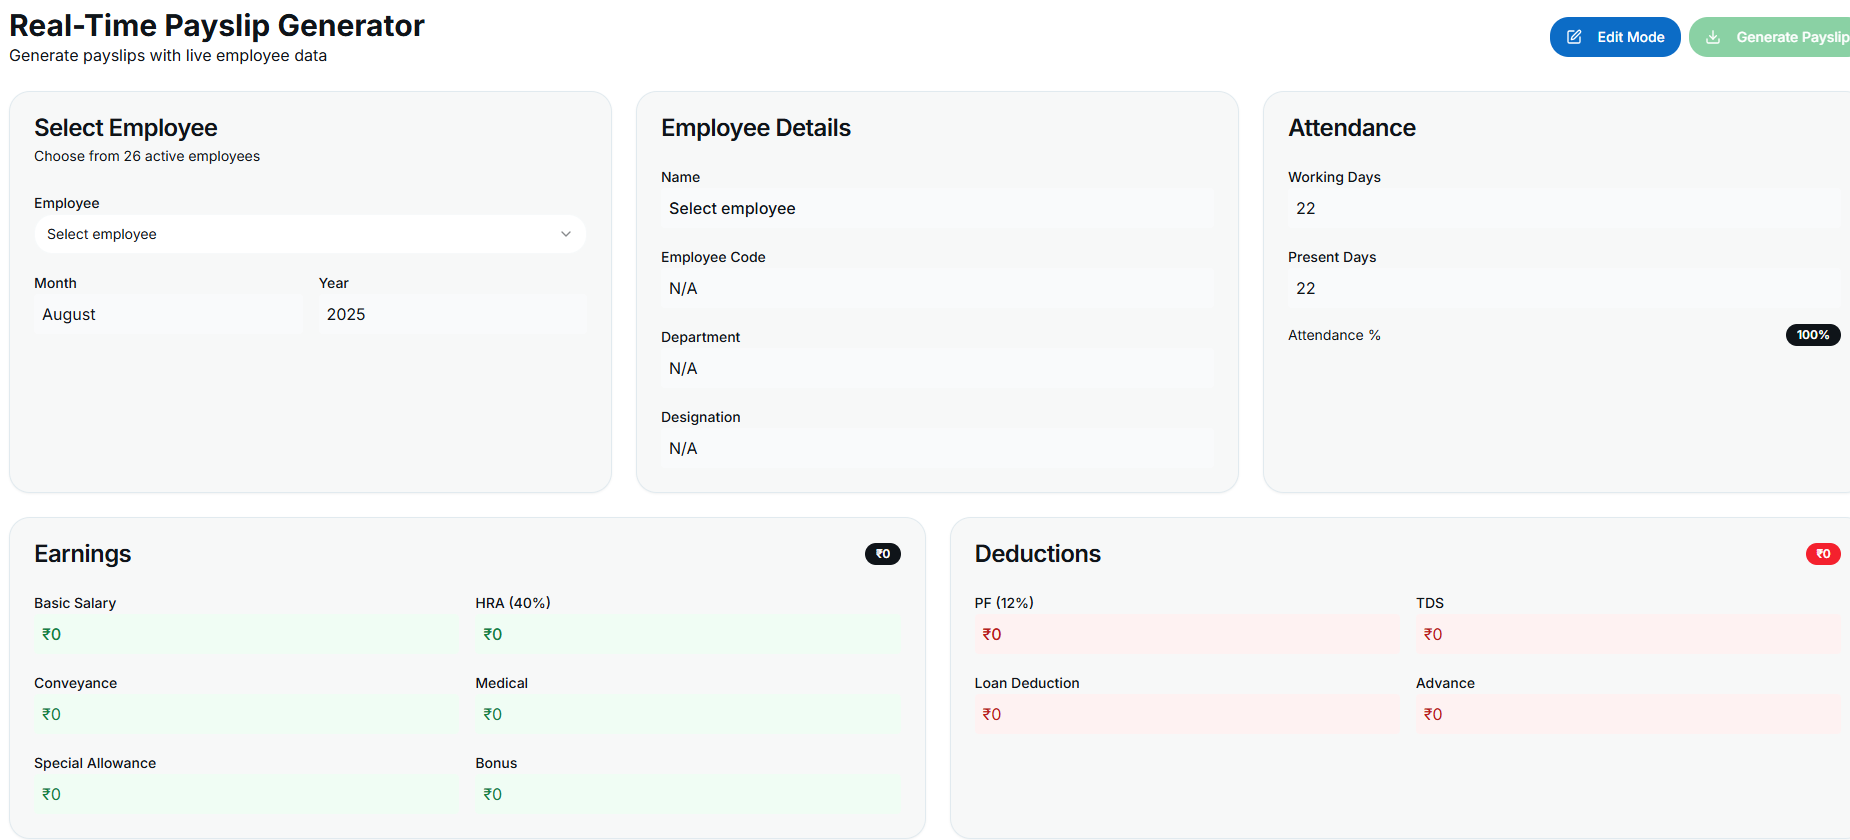 Real-Time Payslip Generator
Generate payslips with live employee data
Edit Mode
Generate Payslip
Select Employee
Choose from 26 active employees
Employee
Select employee
Month
Year
August
2025
Employee Details
Name
Select employee
Employee Code
N/A
Department
N/A
Designation
N/A
Attendance
Working Days
22
Present Days
22
Attendance %
100%
Earnings
₹0
Basic Salary
HRA (40%)
₹0
₹0
Conveyance
Medical
₹0
₹0
Special Allowance
Bonus
₹0
₹0
Deductions
₹0
PF (12%)
TDS
₹0
₹0
Loan Deduction
Advance
₹0
₹0